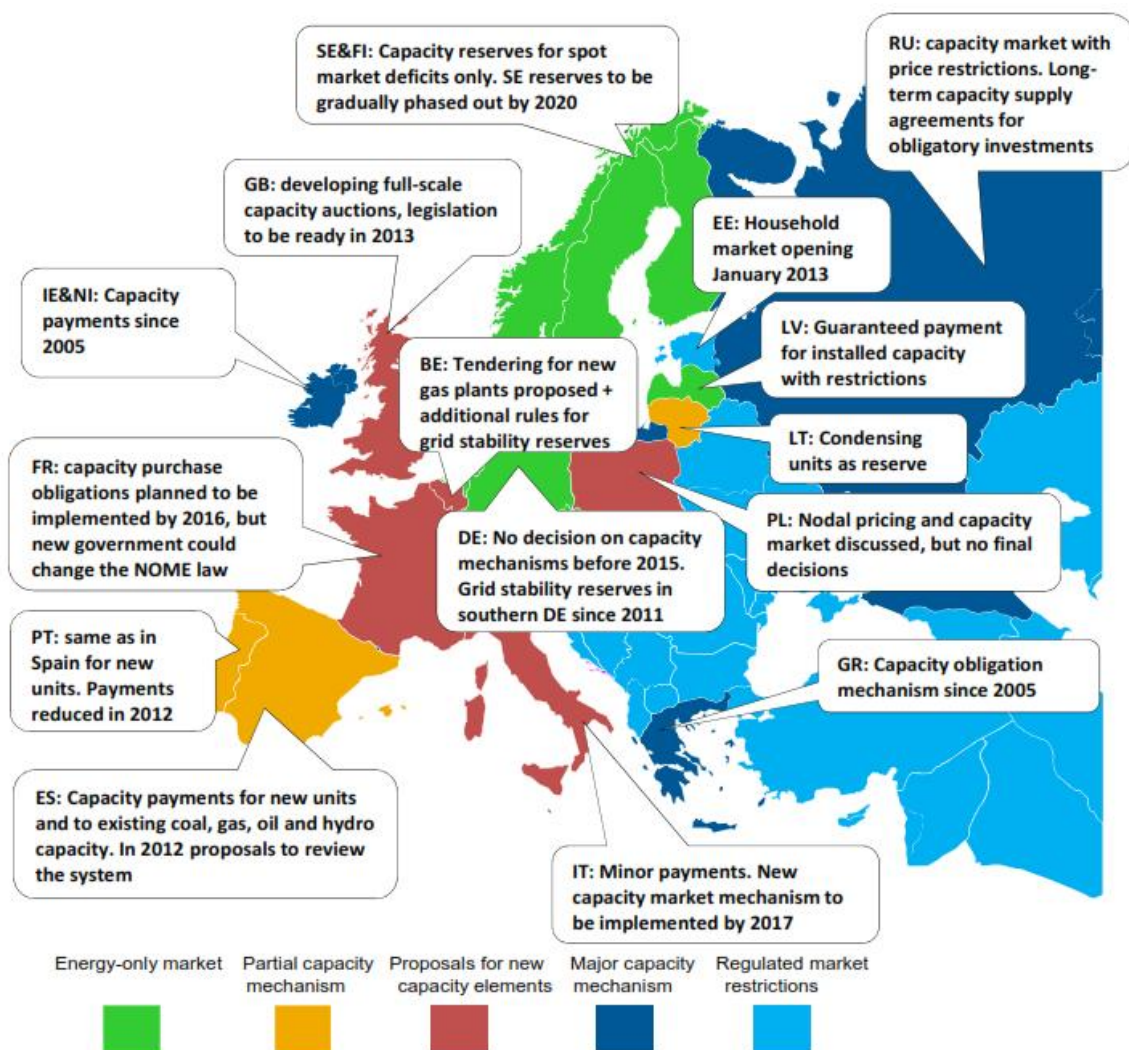 SE&FI: Capacity reserves for spot
market deficits only. SE reserves to be
gradually phased out by 2020
RU: capacity market with
price restrictions. Long-
term capacity supply
agreements for
obligatory investments
GB: developing full-scale
capacity auctions, legislation
to be ready in 2013
EE: Household
market opening
January 2013
IE&NI: Capacity
payments since
2005
LV: Guaranteed payment
for installed capacity
with restrictions
BE: Tendering for new
gas plants proposed +
additional rules for
grid stability reserves
LT: Condensing
units as reserve
FR: capacity purchase
obligations planned to be
implemented by 2016, but
new government could
change the NOME law
PL: Nodal pricing and capacity
market discussed, but no final
decisions
DE: No decision on capacity
mechanisms before 2015.
Grid stability reserves in
southern DE since 2011
PT: same as in
Spain for new
units. Payments
reduced in 2012
GR: Capacity obligation
mechanism since 2005
ES: Capacity payments for new units
and to existing coal, gas, oil and hydro
capacity. In 2012 proposals to review
the system
IT: Minor payments. New
capacity market mechanism to
be implemented by 2017
Energy-only market
Partial capacity
mechanism
Proposals for new
capacity elements
Major capacity
mechanism
Regulated market
restrictions